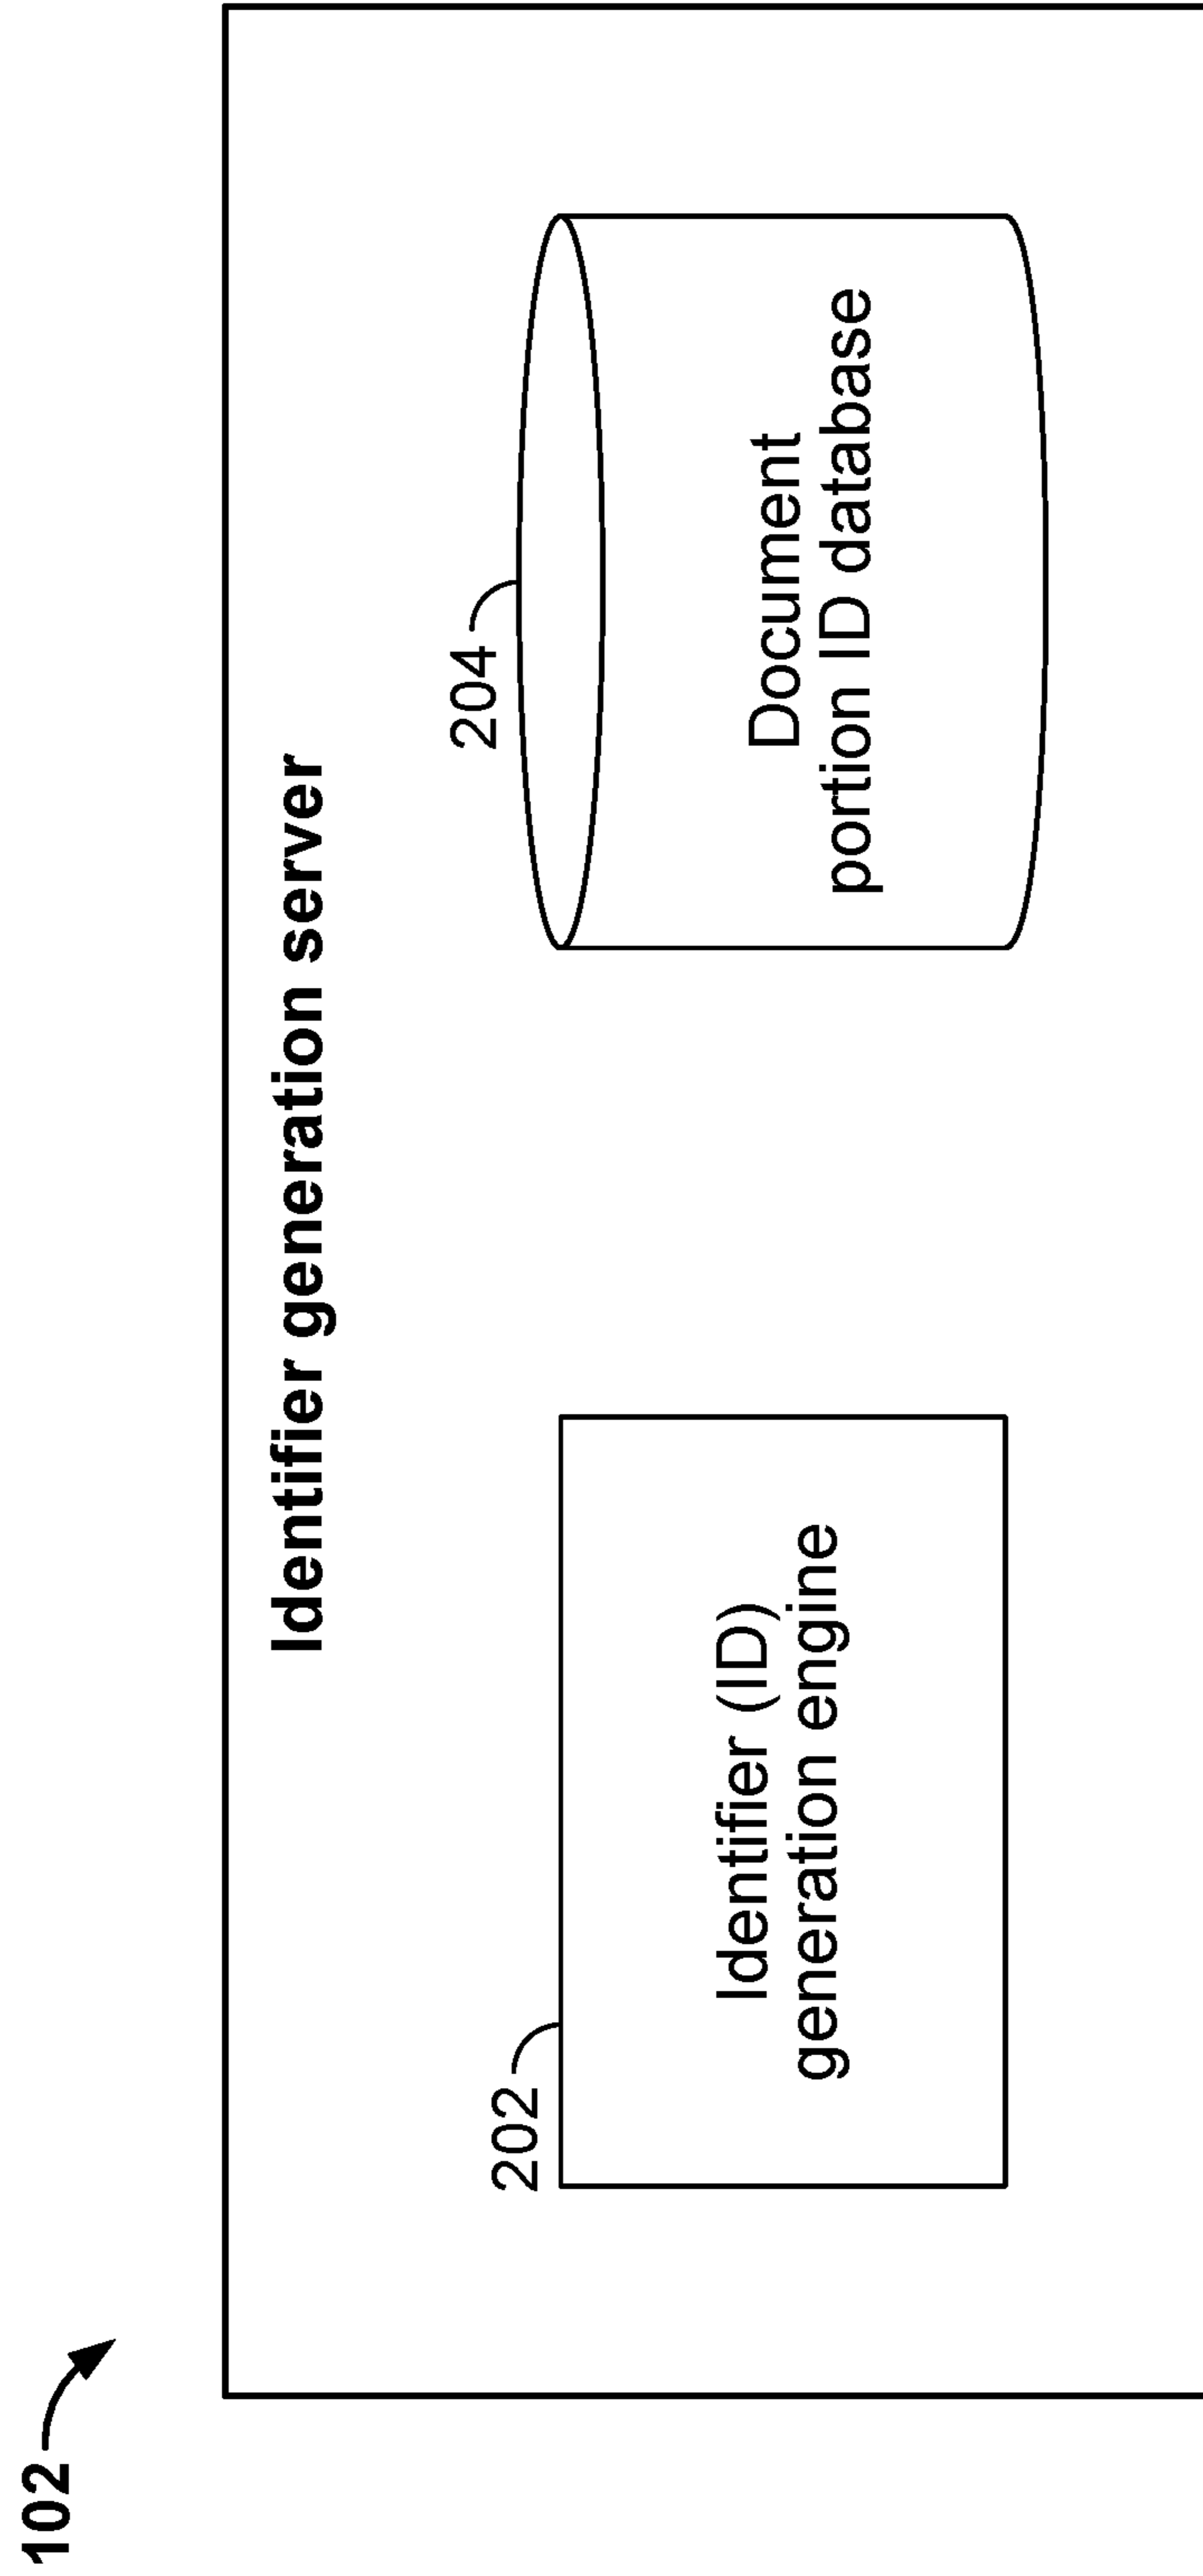 102
Identifier generation server
202
Identifier (ID)
generation engine
204
Document
portion ID database